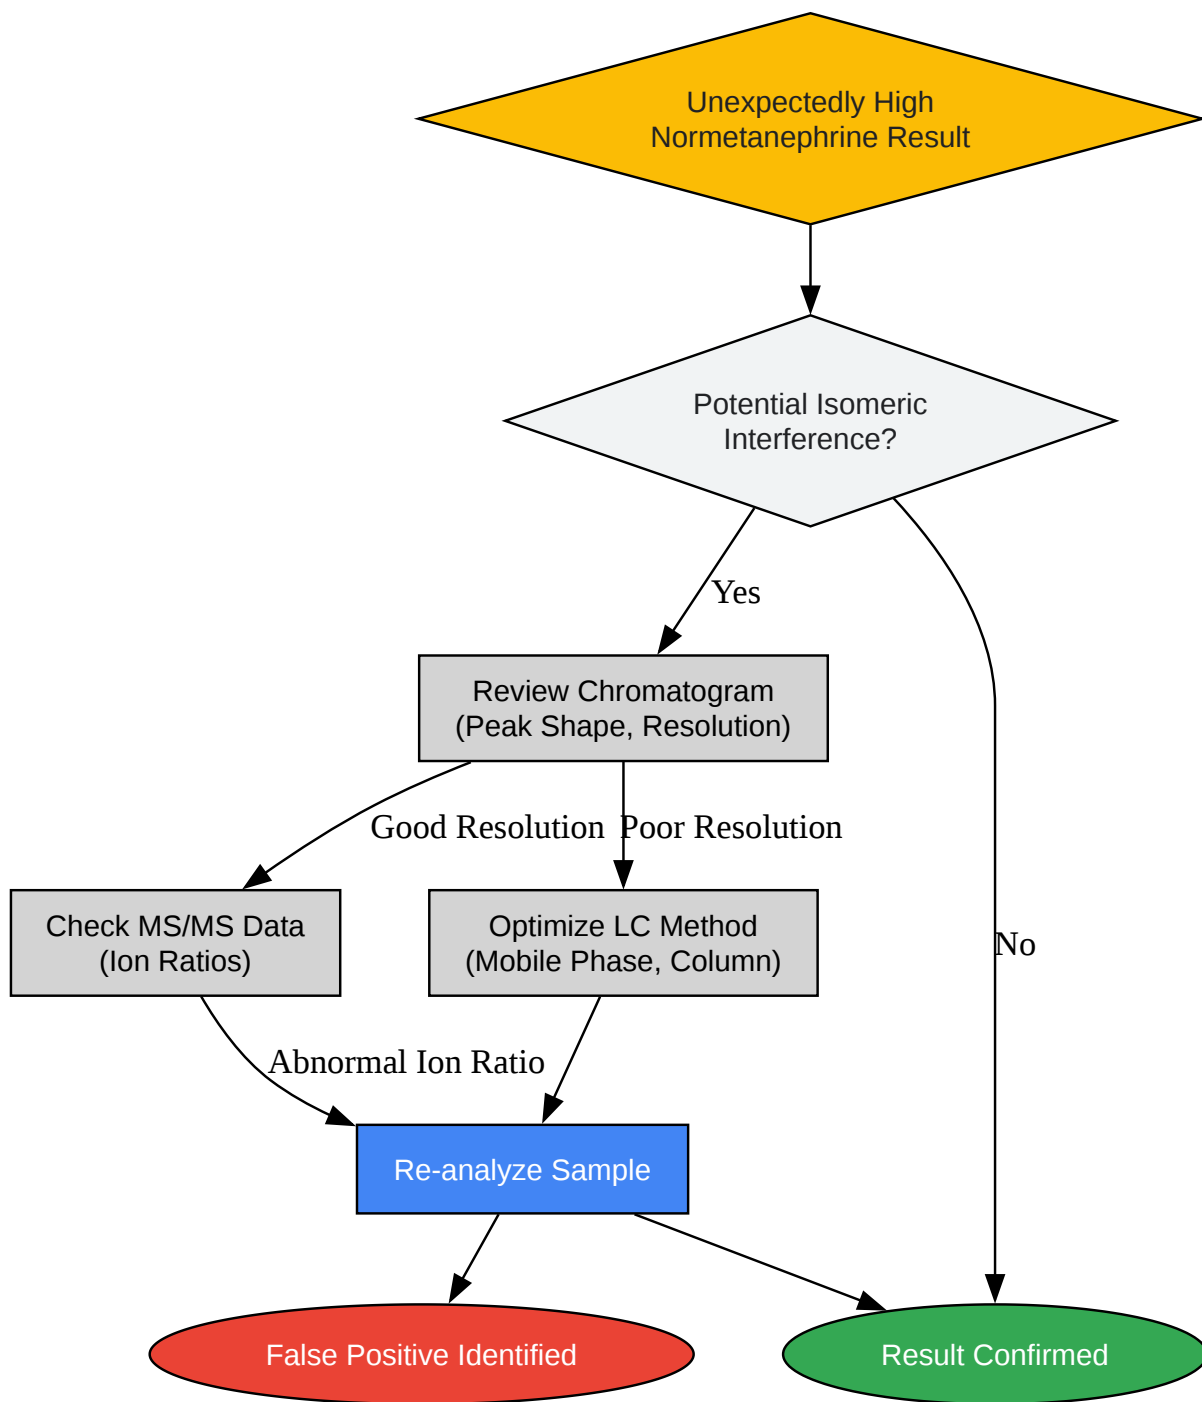 Unexpectedly High
Normetanephrine Result
Potential Isomeric
Interference?
Yes
Review Chromatogram
(Peak Shape, Resolution)
Good Resolution
Poor Resolution
Check MS/MS Data
(Ion Ratios)
Optimize LC Method
(Mobile Phase, Column)
No
Abnormal Ion Ratio
Re-analyze Sample
False Positive Identified
Result Confirmed